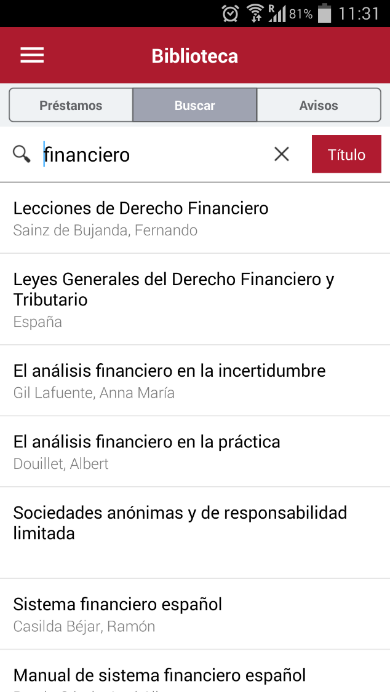 R 81% 11:31
Biblioteca
Préstamos Buscar Avisos
financiero Título
Lecciones de Derecho Financiero
Sainz de Bujanda, Fernando
Leyes Generales del Derecho Financiero y
Tributario
España
El análisis financiero en la incertidumbre
Gil Lafuente, Anna María
El análisis financiero en la práctica
Douillet, Albert
Sociedades anónimas y de responsabilidad
limitada
Sistema financiero español
Casilda Béjar, Ramón
Manual de sistema financiero español